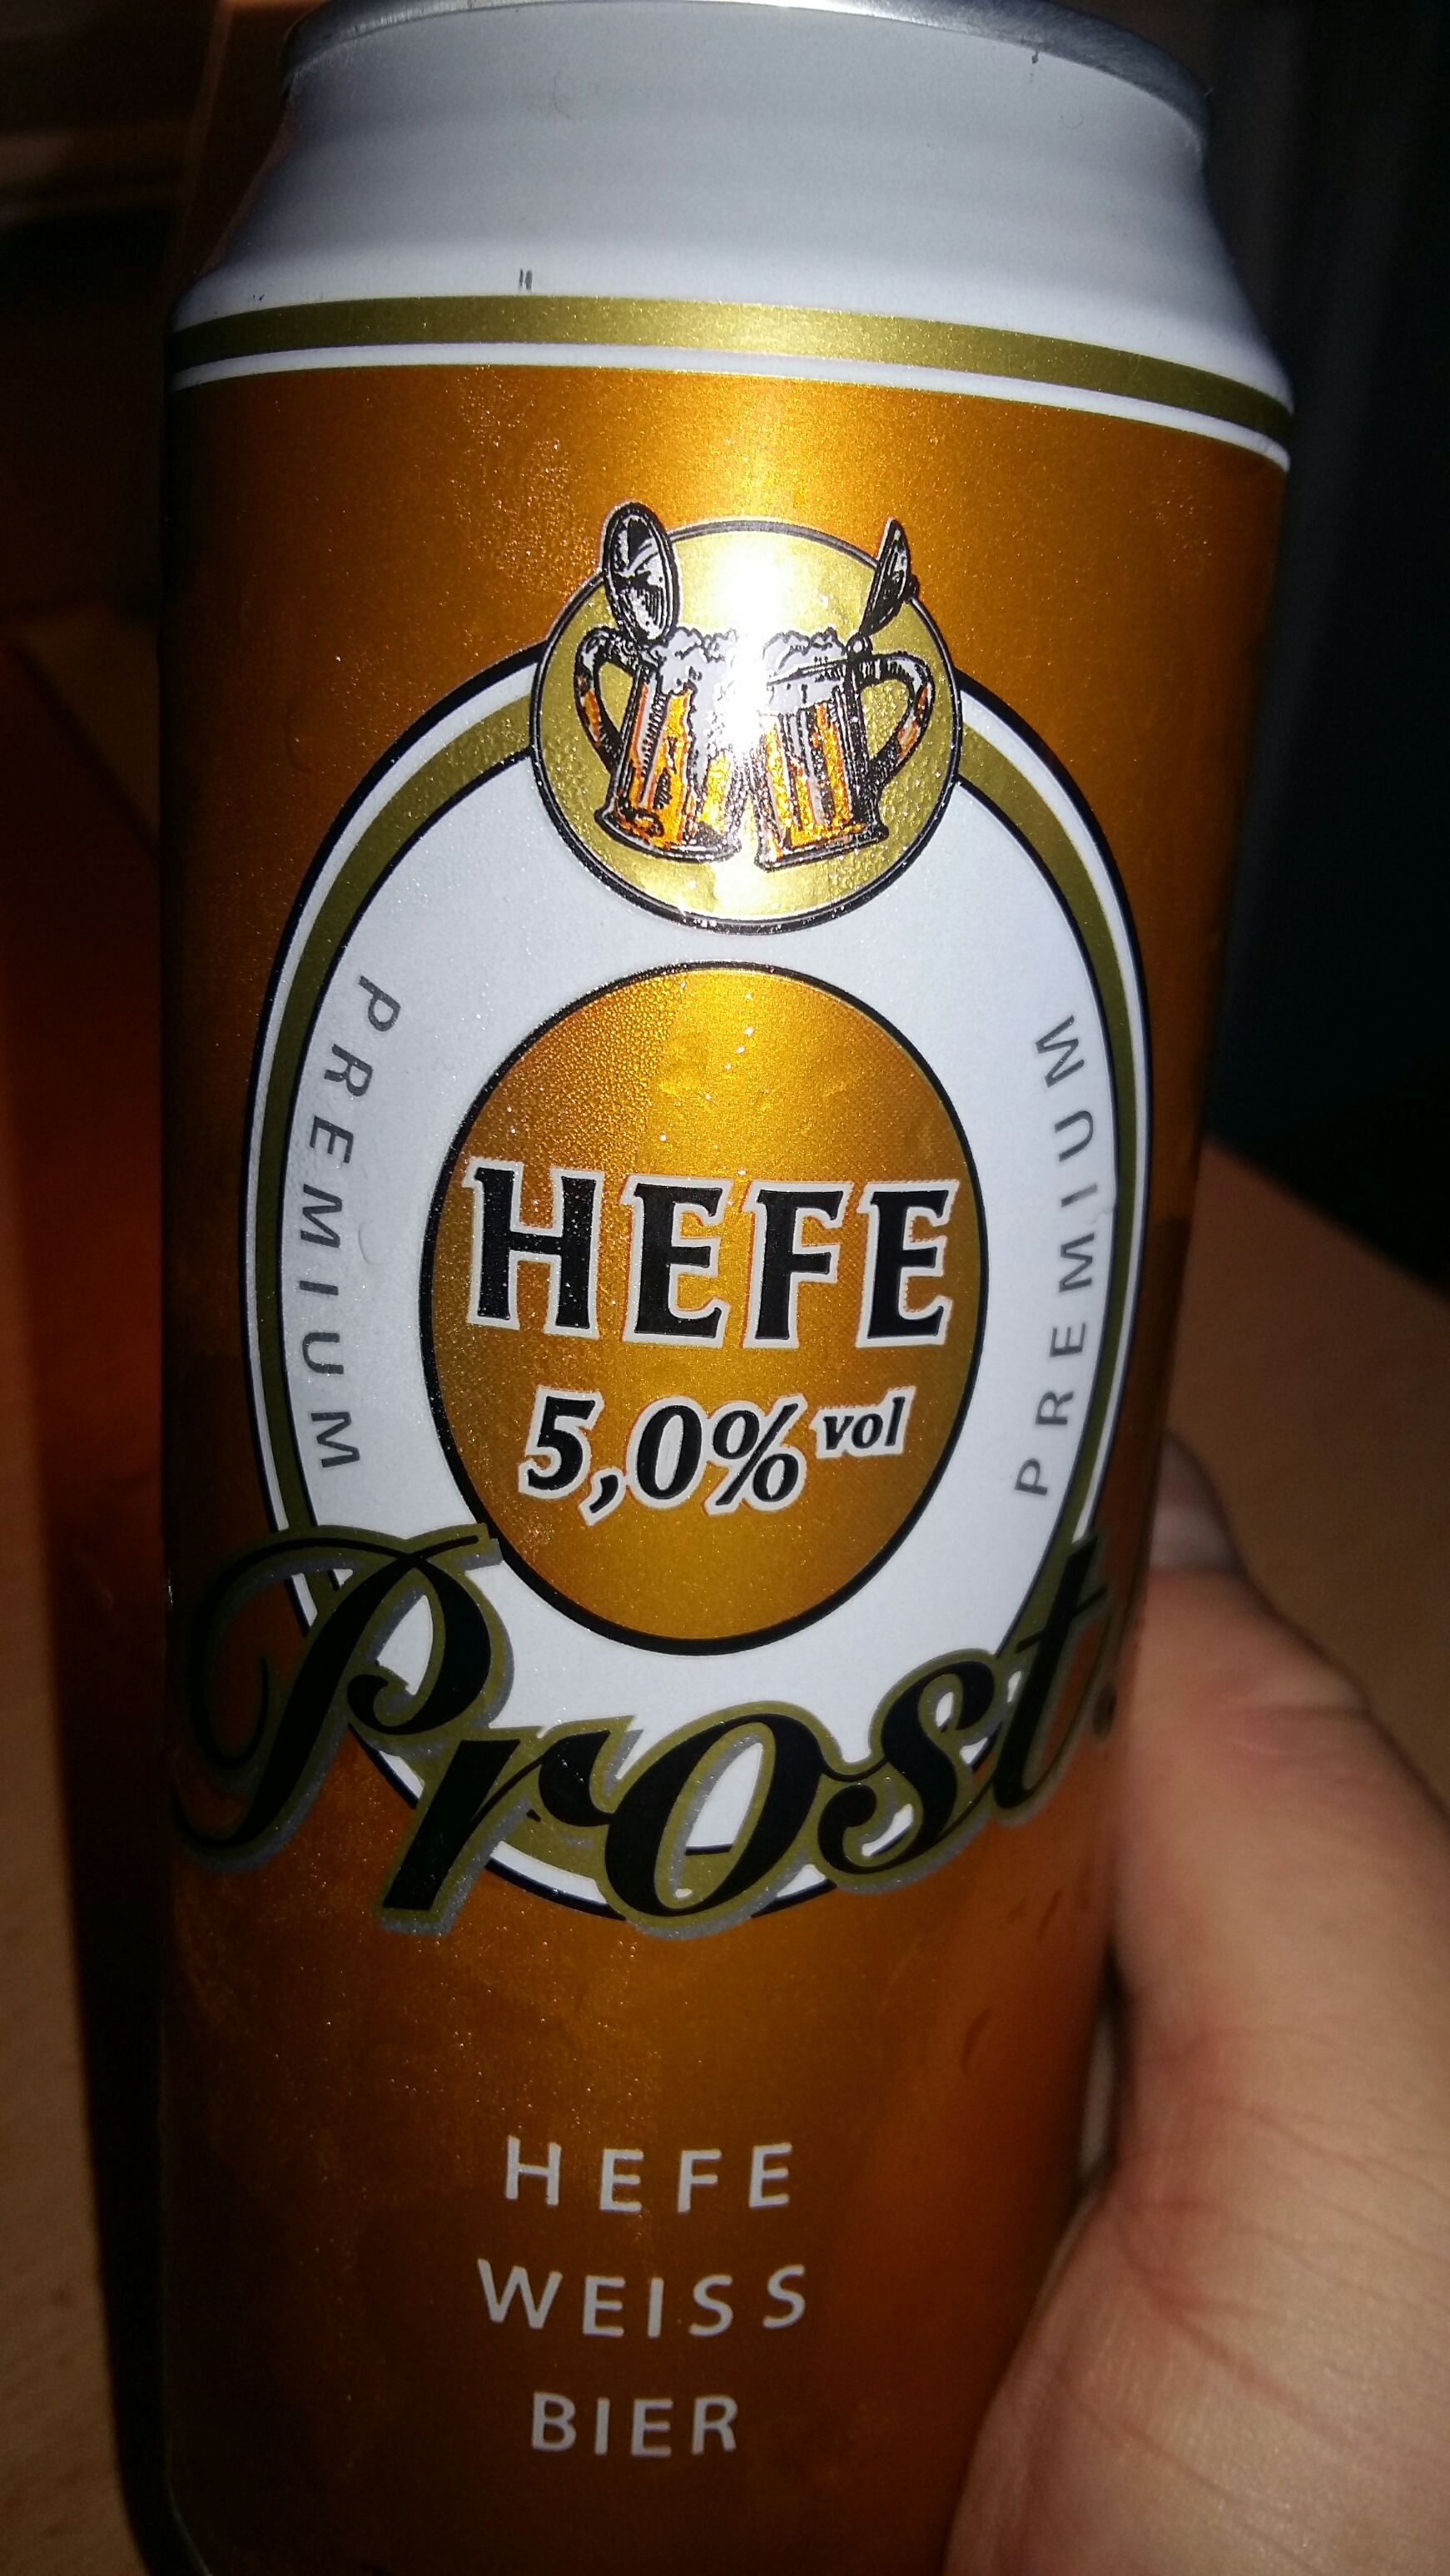 PREMIUM
PREMIUM
HEFE
5,0% vol
Prost.
HEFE
WEISS
BIER